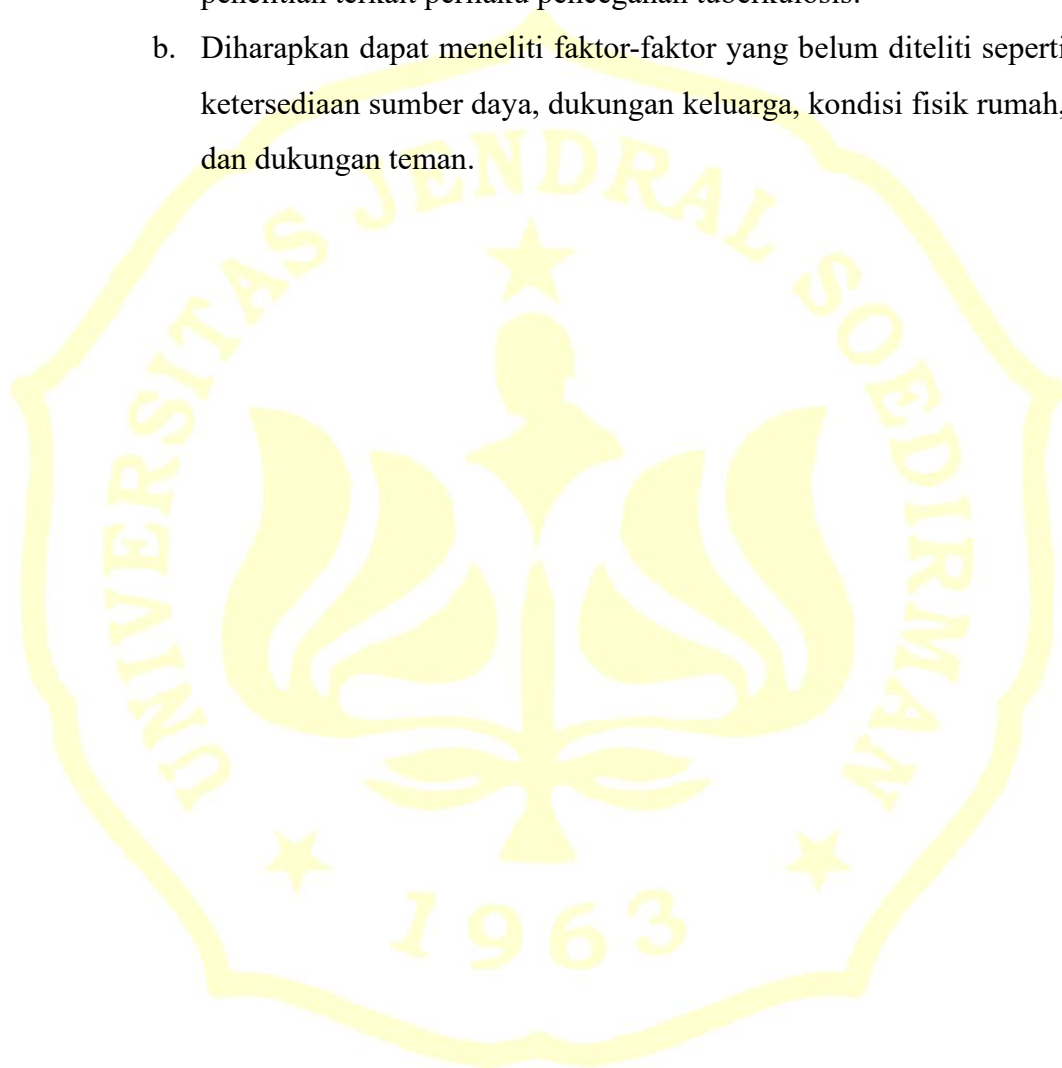 penelitian terkait perilaku pencegahan tuberkulosis.
b. Diharapkan dapat meneliti faktor-faktor yang belum diteliti seperti
ketersediaan sumber daya, dukungan keluarga, kondisi fisik rumah,
dan dukungan teman.
UNIVERSITAS JENDRAL SOEDIRMAN
1963